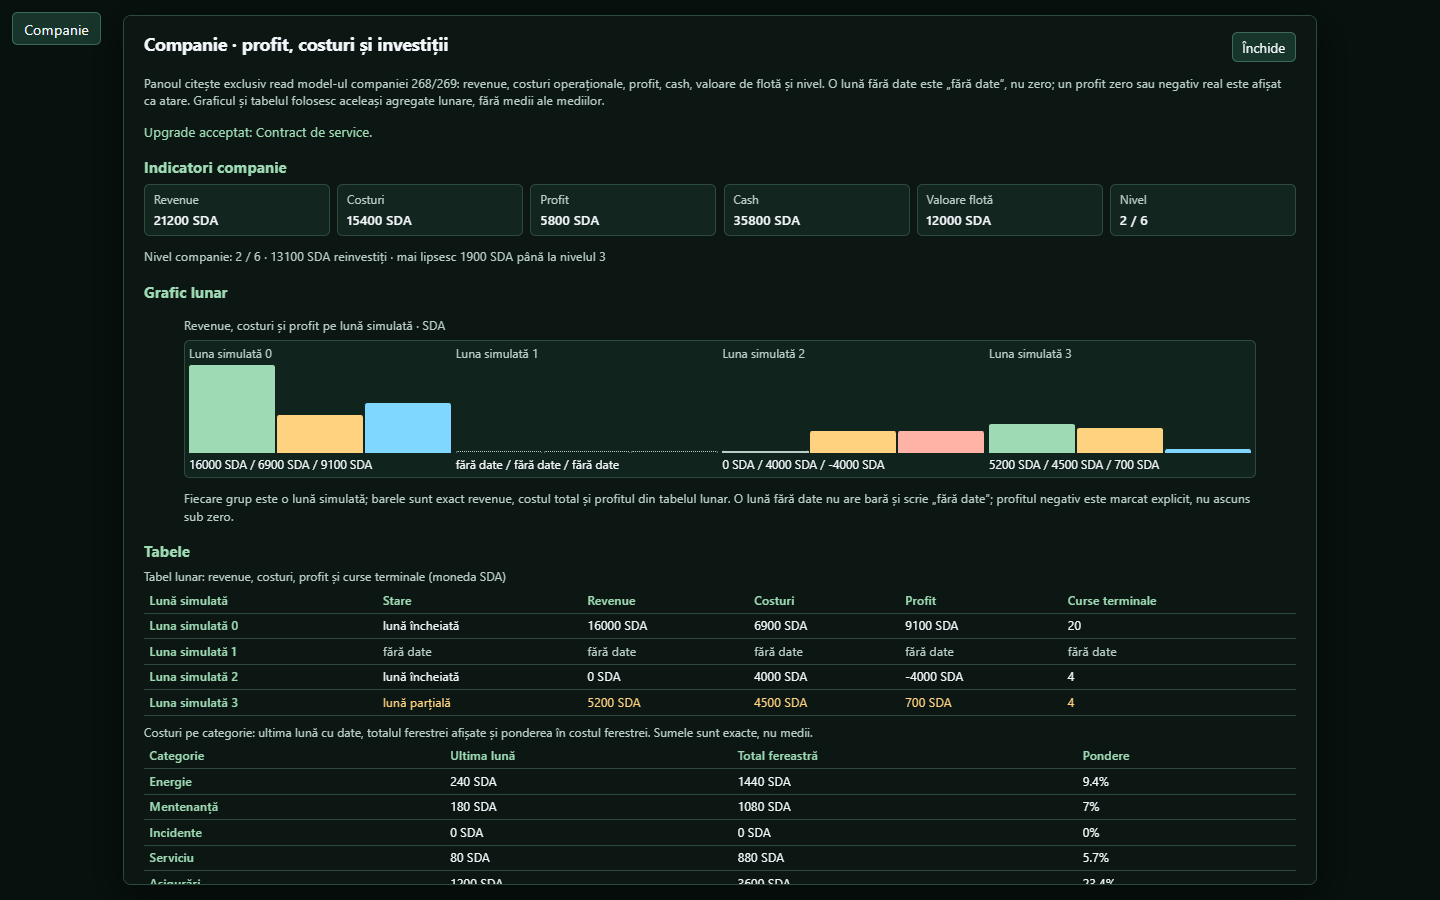 Companie
Companie · profit, costuri și investiții
Închide
Panoul citește exclusiv read model-ul companiei 268/269: revenue, costuri operaționale, profit, cash, valoare de flotă și nivel. O lună fără date este „fără date”, nu zero; un profit zero sau negativ real este afișat
ca atare. Graficul și tabelul folosesc aceleași agregate lunare, fără medii ale mediilor.
Upgrade acceptat: Contract de service.
Indicatori companie
Revenue Costuri Profit Cash Valoare flotă Nivel
21200 SDA 15400 SDA 5800 SDA 35800 SDA 12000 SDA 2 / 6
Nivel companie: 2 / 6 · 13100 SDA reinvestiți · mai lipsesc 1900 SDA până la nivelul 3
Grafic lunar
Revenue, costuri și profit pe lună simulată · SDA
Luna simulată 0 Luna simulată 1 Luna simulată 2 Luna simulată 3
16000 SDA / 6900 SDA / 9100 SDA fără date / fără date / fără date 0 SDA / 4000 SDA / -4000 SDA 5200 SDA / 4500 SDA / 700 SDA
Fiecare grup este o lună simulată; barele sunt exact revenue, costul total și profitul din tabelul lunar. O lună fără date nu are bară și scrie „fără date”; profitul negativ este marcat explicit, nu ascuns
sub zero.
Tabele
Tabel lunar: revenue, costuri, profit și curse terminale (moneda SDA)
Lună simulată Stare Revenue Costuri Profit Curse terminale
Luna simulată 0 lună încheiată 16000 SDA 6900 SDA 9100 SDA 20
Luna simulată 1 fără date fără date fără date fără date fără date
Luna simulată 2 lună încheiată 0 SDA 4000 SDA -4000 SDA 4
Luna simulată 3 lună parțială 5200 SDA 4500 SDA 700 SDA 4
Costuri pe categorie: ultima lună cu date, totalul ferestrei afișate și ponderea în costul ferestrei. Sumele sunt exacte, nu medii.
Categorie Ultima lună Total fereastră Pondere
Energie 240 SDA 1440 SDA 9.4%
Mentenanță 180 SDA 1080 SDA 7%
Incidente 0 SDA 0 SDA 0%
Serviciu 80 SDA 880 SDA 5.7%
Asigurări 1200 SDA 3600 SDA 23.4%